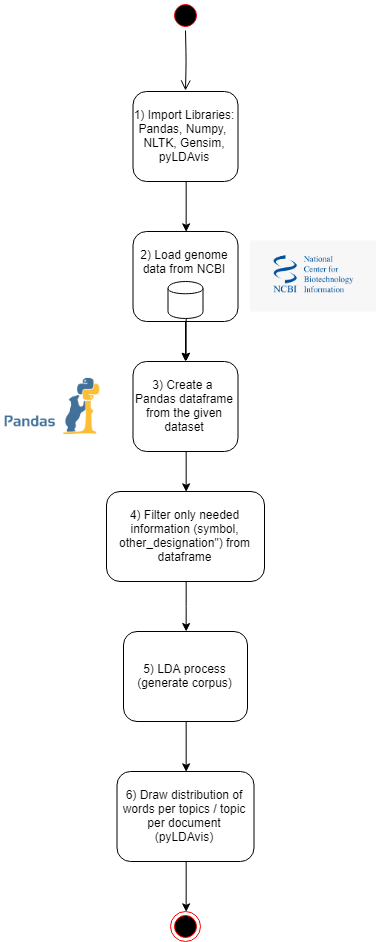 1) Import Libraries:
Pandas, Numpy,
NLTK, Gensim,
pyLDAvis
2) Load genome
data from NCBI
NCBI
National
Center for
Biotechnology
Information
3) Create a
Pandas dataframe
from the given
dataset
Pandas
4) Filter only needed
information (symbol,
other_designation") from
dataframe
5) LDA process
(generate corpus)
6) Draw distribution of
words per topics / topic
per document
(pyLDAvis)